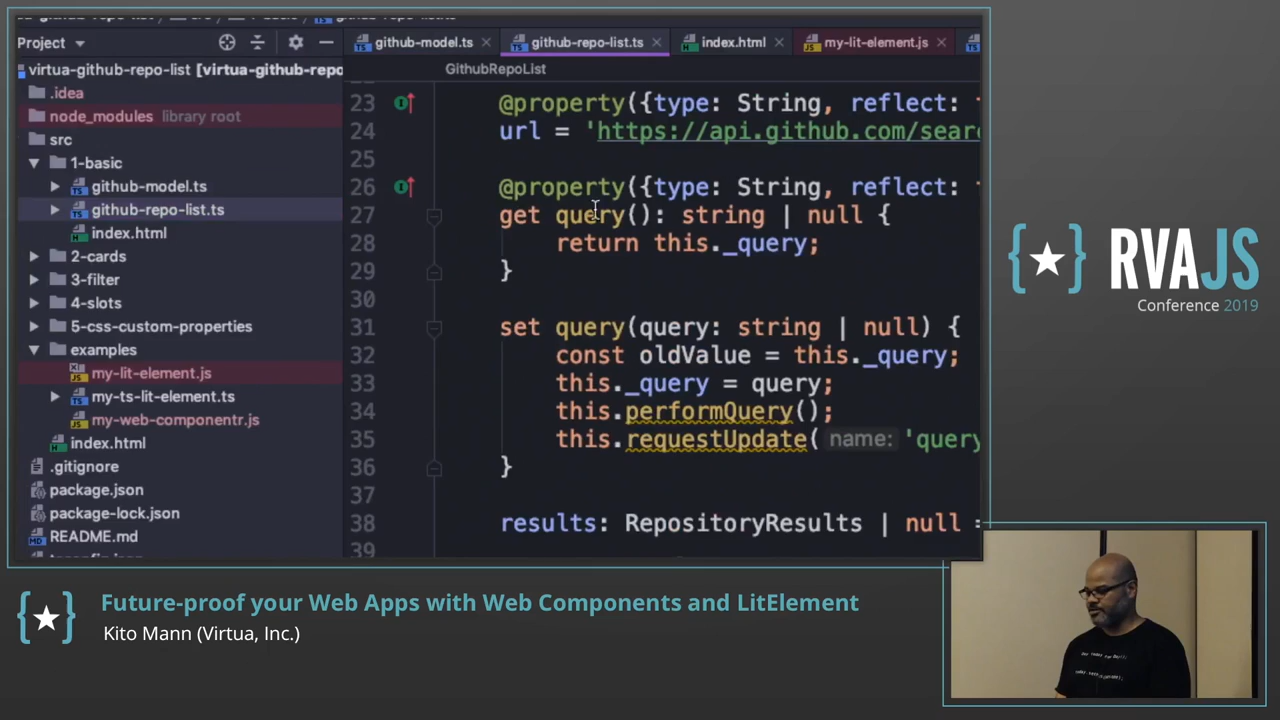 Project
virtua-github-repo-list [virtua-github-repo
.idea
node_modules library root
src
1-basic
github-model.ts
github-repo-list.ts
index.html
2-cards
3-filter
4-slots
5-css-custom-properties
examples
my-lit-element.js
my-ts-lit-element.ts
my-web-componentr.js
index.html
.gitignore
package.json
package-lock.json
README.md
github-model.ts
github-repo-list.ts
index.html
my-lit-element.js
GithubRepoList
23 @property({type: String, reflect:
24 url = 'https://api.github.com/sear
25
26 @property({type: String, reflect:
27 get query(): string | null {
28 return this._query;
29 }
30
31 set query(query: string | null) {
32 const oldValue = this._query;
33 this._query = query;
34 this.performQuery();
35 this.requestUpdate( name: 'query
36 }
37
38 results: RepositoryResults | null =
39
{★} RVAJS
Conference 2019
{★} Future-proof your Web Apps with Web Components and LitElement
Kito Mann (Virtua, Inc.)